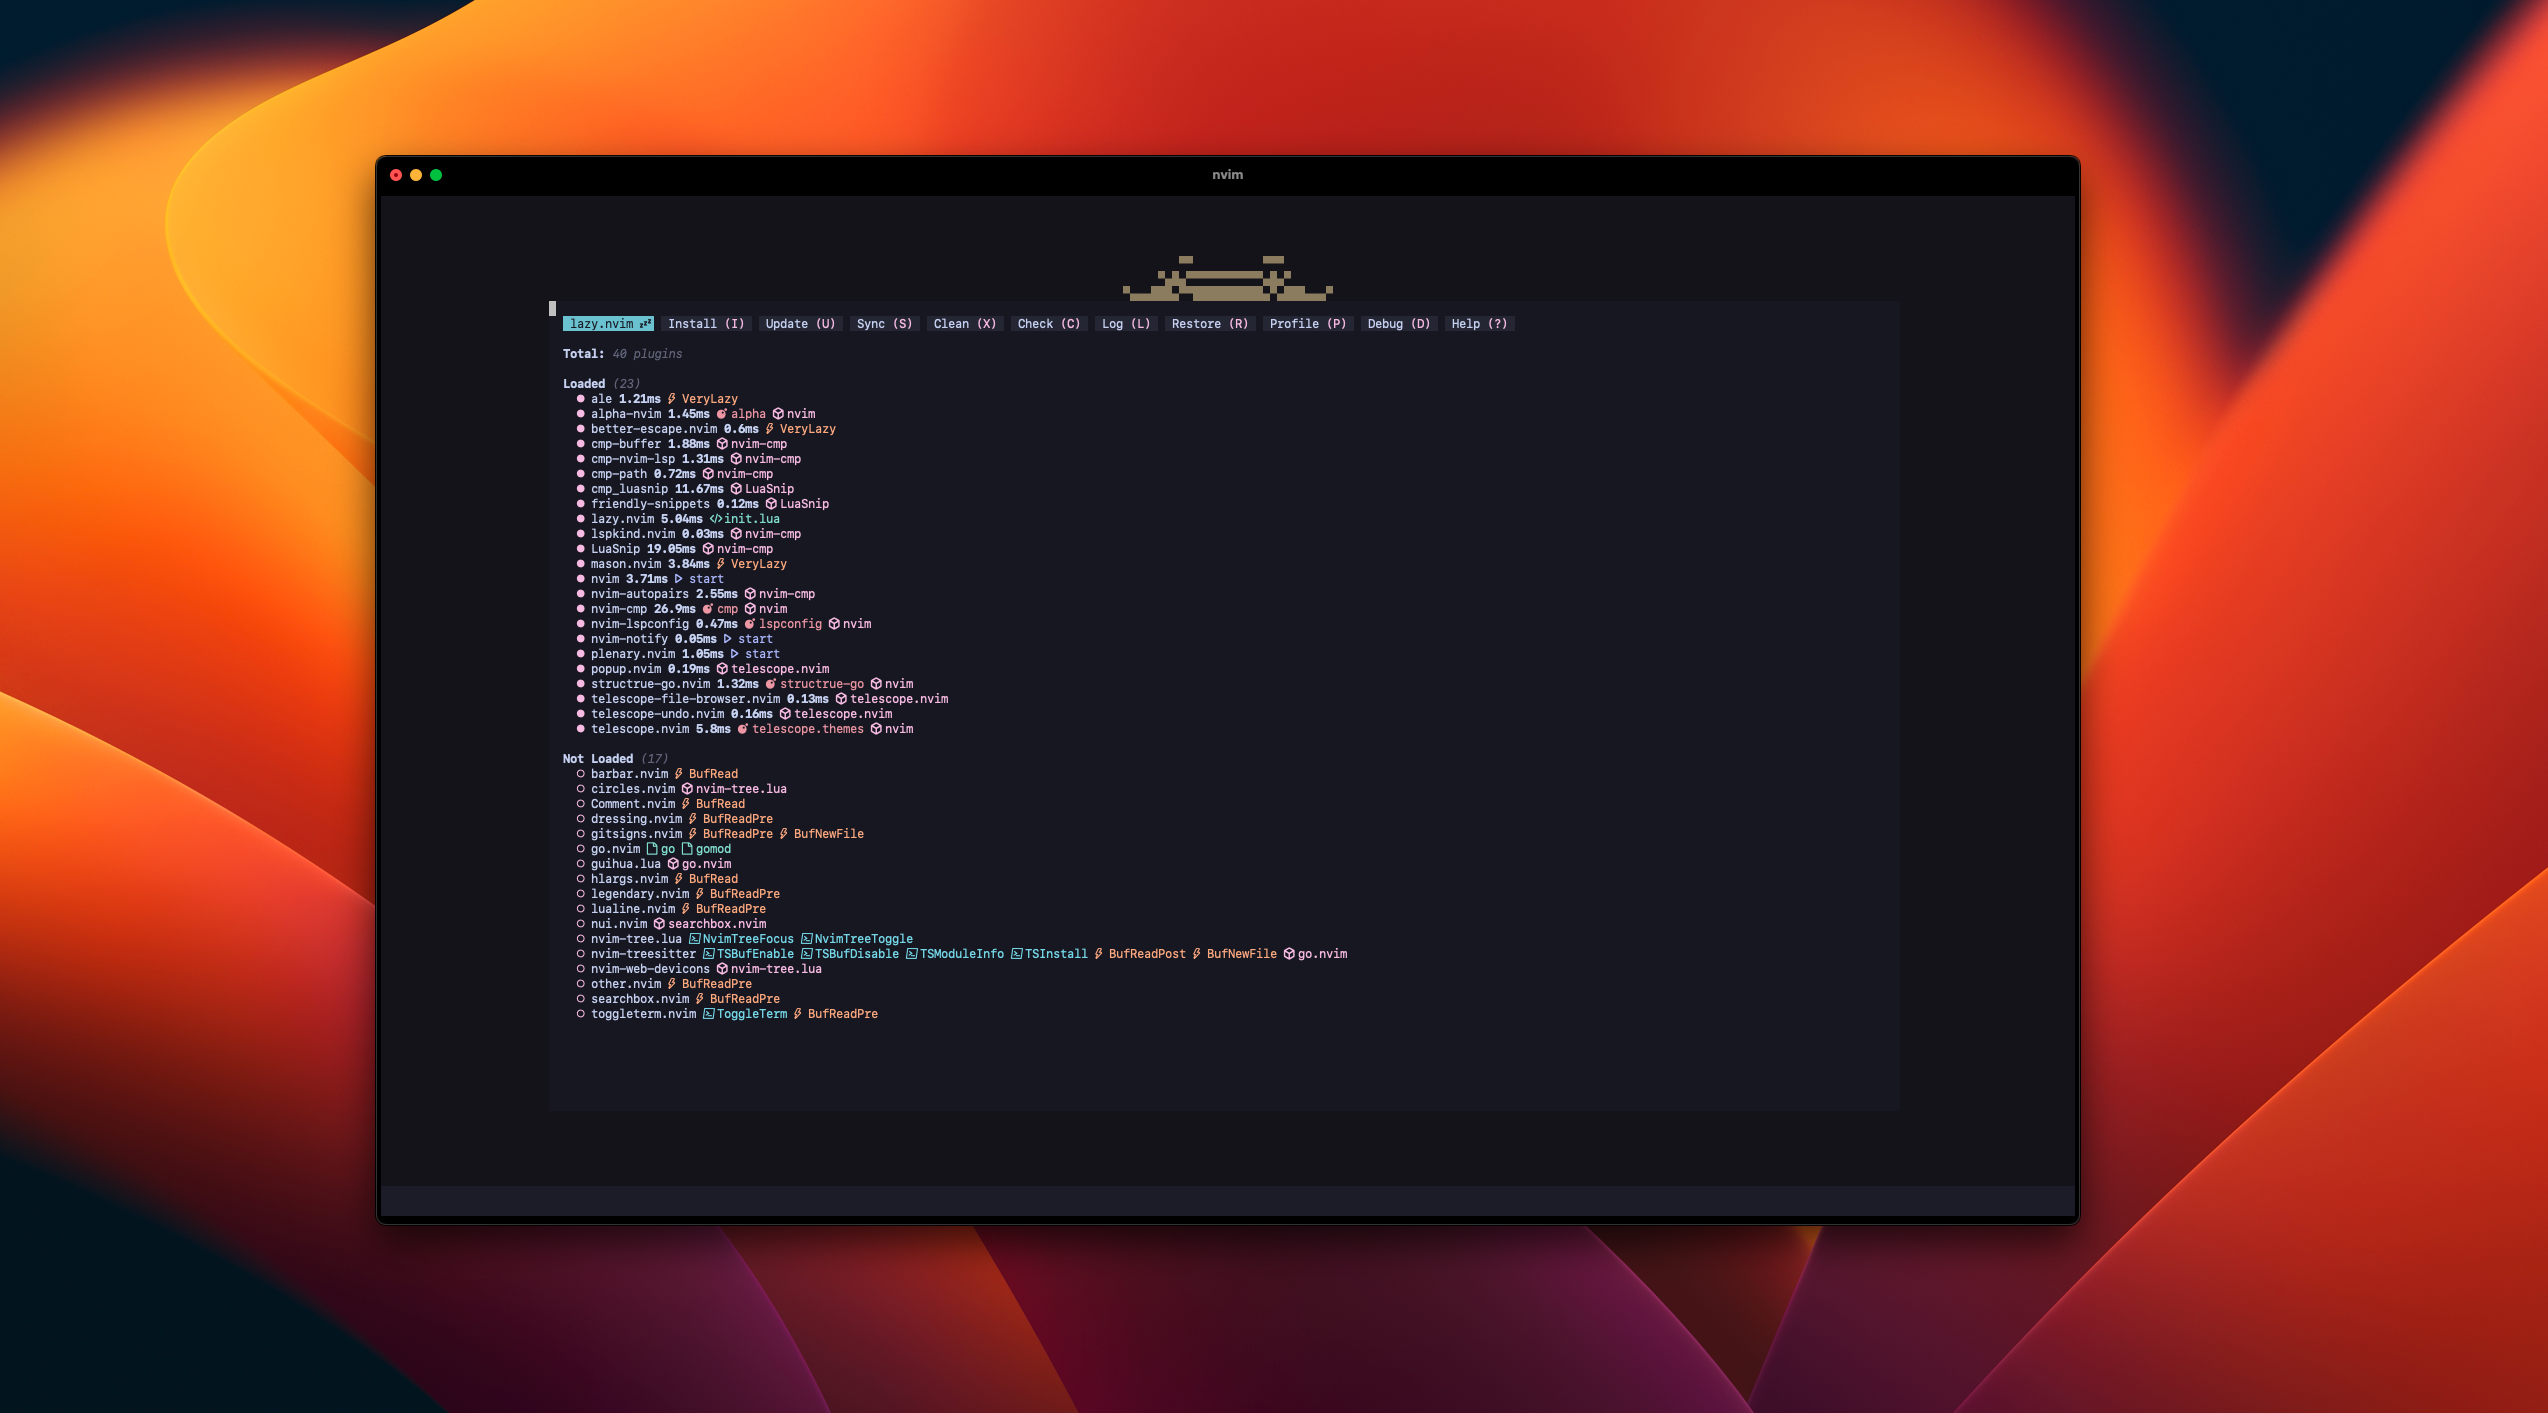 nvim
lazy.nvim 💤 Install (I) Update (U) Sync (S) Clean (X) Check (C) Log (L) Restore (R) Profile (P) Debug (D) Help (?)
Total: 40 plugins
Loaded (23)
● ale 1.21ms VeryLazy
● alpha-nvim 1.45ms alpha nvim
● better-escape.nvim 0.6ms VeryLazy
● cmp-buffer 1.88ms nvim-cmp
● cmp-nvim-lsp 1.31ms nvim-cmp
● cmp-path 0.72ms nvim-cmp
● cmp_luasnip 11.67ms LuaSnip
● friendly-snippets 0.12ms LuaSnip
● lazy.nvim 5.04ms </> init.lua
● lspkind.nvim 0.03ms nvim-cmp
● LuaSnip 19.05ms nvim-cmp
● mason.nvim 3.84ms VeryLazy
● nvim 3.71ms start
● nvim-autopairs 2.55ms nvim-cmp
● nvim-cmp 26.9ms cmp nvim
● nvim-lspconfig 0.47ms lspconfig nvim
● nvim-notify 0.05ms start
● plenary.nvim 1.05ms start
● popup.nvim 0.19ms telescope.nvim
● structrue-go.nvim 1.32ms structrue-go nvim
● telescope-file-browser.nvim 0.13ms telescope.nvim
● telescope-undo.nvim 0.16ms telescope.nvim
● telescope.nvim 5.8ms telescope.themes nvim
Not Loaded (17)
○ barbar.nvim BufRead
○ circles.nvim nvim-tree.lua
○ Comment.nvim BufRead
○ dressing.nvim BufReadPre
○ gitsigns.nvim BufReadPre BufNewFile
○ go.nvim go gomod
○ guihua.lua go.nvim
○ hlargs.nvim BufRead
○ legendary.nvim BufReadPre
○ lualine.nvim BufReadPre
○ nui.nvim searchbox.nvim
○ nvim-tree.lua NvimTreeFocus NvimTreeToggle
○ nvim-treesitter TSBufEnable TSBufDisable TSModuleInfo TSInstall BufReadPost BufNewFile go.nvim
○ nvim-web-devicons nvim-tree.lua
○ other.nvim BufReadPre
○ searchbox.nvim BufReadPre
○ toggleterm.nvim ToggleTerm BufReadPre